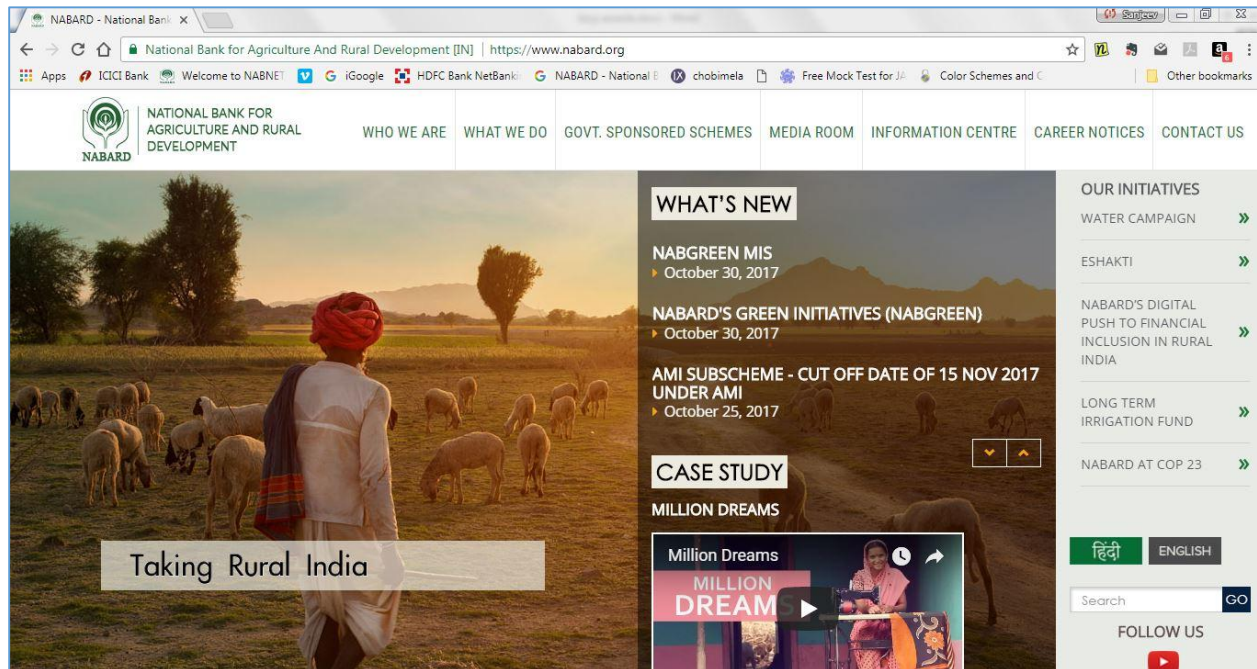 NABARD - National Bank
Sanjeev
National Bank for Agriculture And Rural Development [IN] | https://www.nabard.org
Apps ICICI Bank Welcome to NABNET iGoogle HDFC Bank NetBanki NABARD - National chobimela Free Mock Test for JA Color Schemes and Other bookmarks
NABARD
NATIONAL BANK FOR
AGRICULTURE AND RURAL
DEVELOPMENT
WHO WE ARE WHAT WE DO GOVT. SPONSORED SCHEMES MEDIA ROOM INFORMATION CENTRE CAREER NOTICES CONTACT US
Taking Rural India
WHAT'S NEW
NABGREEN MIS
October 30, 2017
NABARD'S GREEN INITIATIVES (NABGREEN)
October 30, 2017
AMI SUBSCHEME - CUT OFF DATE OF 15 NOV 2017
UNDER AMI
October 25, 2017
CASE STUDY
MILLION DREAMS
Million Dreams
MILLION
DREAMS
OUR INITIATIVES
WATER CAMPAIGN
ESHAKTI
NABARD'S DIGITAL
PUSH TO FINANCIAL
INCLUSION IN RURAL
INDIA
LONG TERM
IRRIGATION FUND
NABARD AT COP 23
हिंदी ENGLISH
Search GO
FOLLOW US